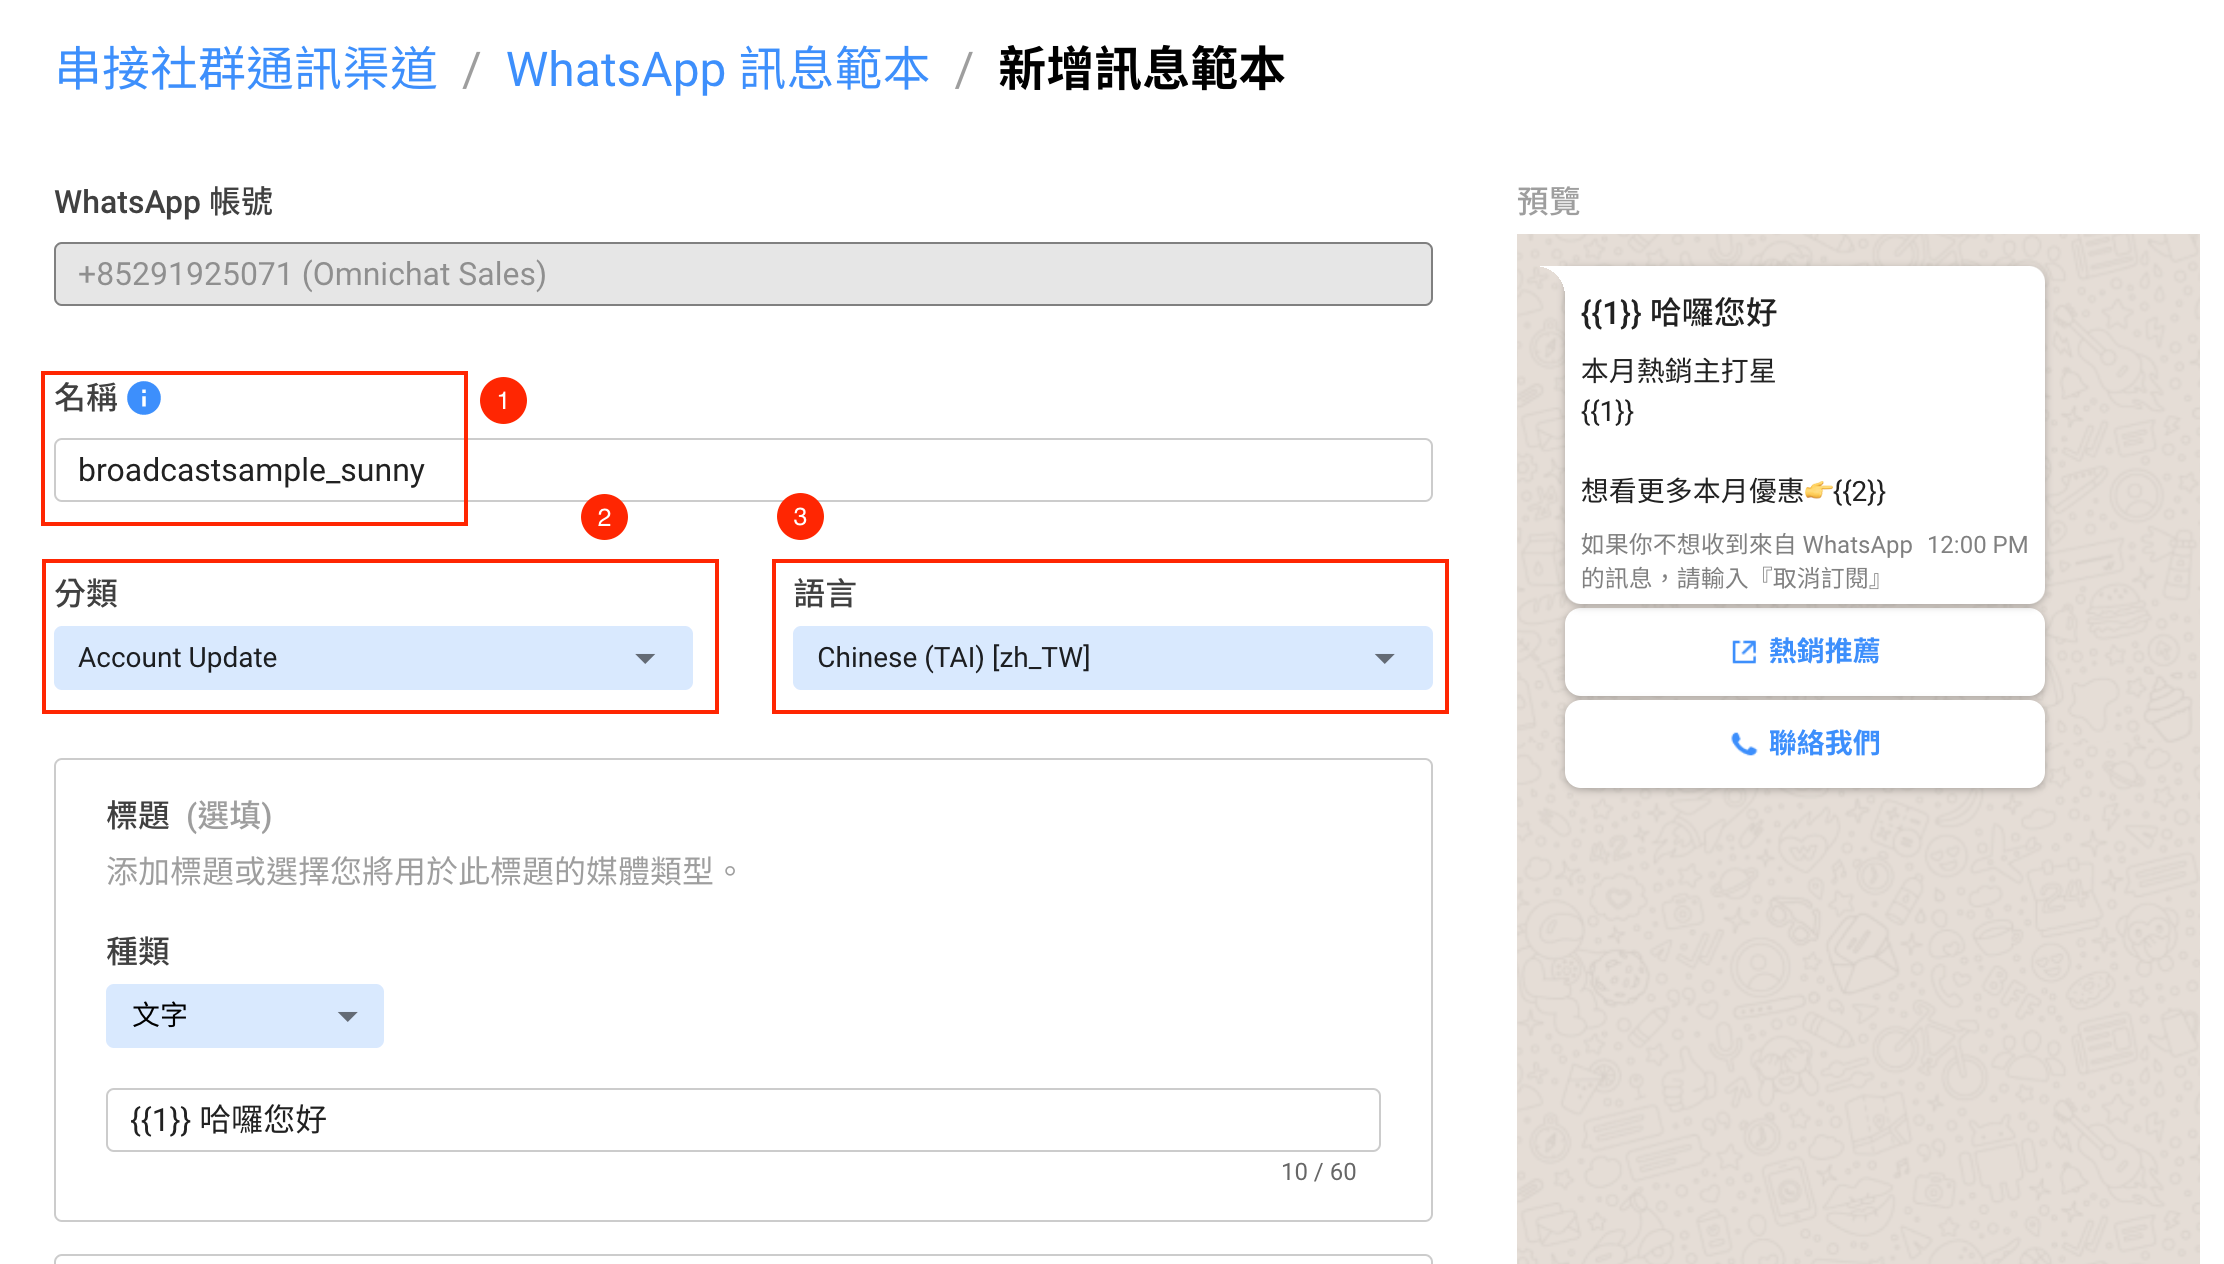 串接社群通訊渠道 / WhatsApp 訊息範本 / 新增訊息範本
WhatsApp 帳號
+85291925071 (Omnichat Sales)
名稱
1
broadcastsample_sunny
2
3
分類
Account Update
語言
Chinese (TAI) [zh_TW]
標題 (選填)
添加標題或選擇您將用於此標題的媒體類型。
種類
文字
{{1}} 哈囉您好
10 / 60
預覽
{{1}} 哈囉您好
本月熱銷主打星
{{1}}
想看更多本月優惠👉{{2}}
如果你不想收到來自 WhatsApp 12:00 PM
的訊息，請輸入『取消訂閱』
熱銷推薦
聯絡我們